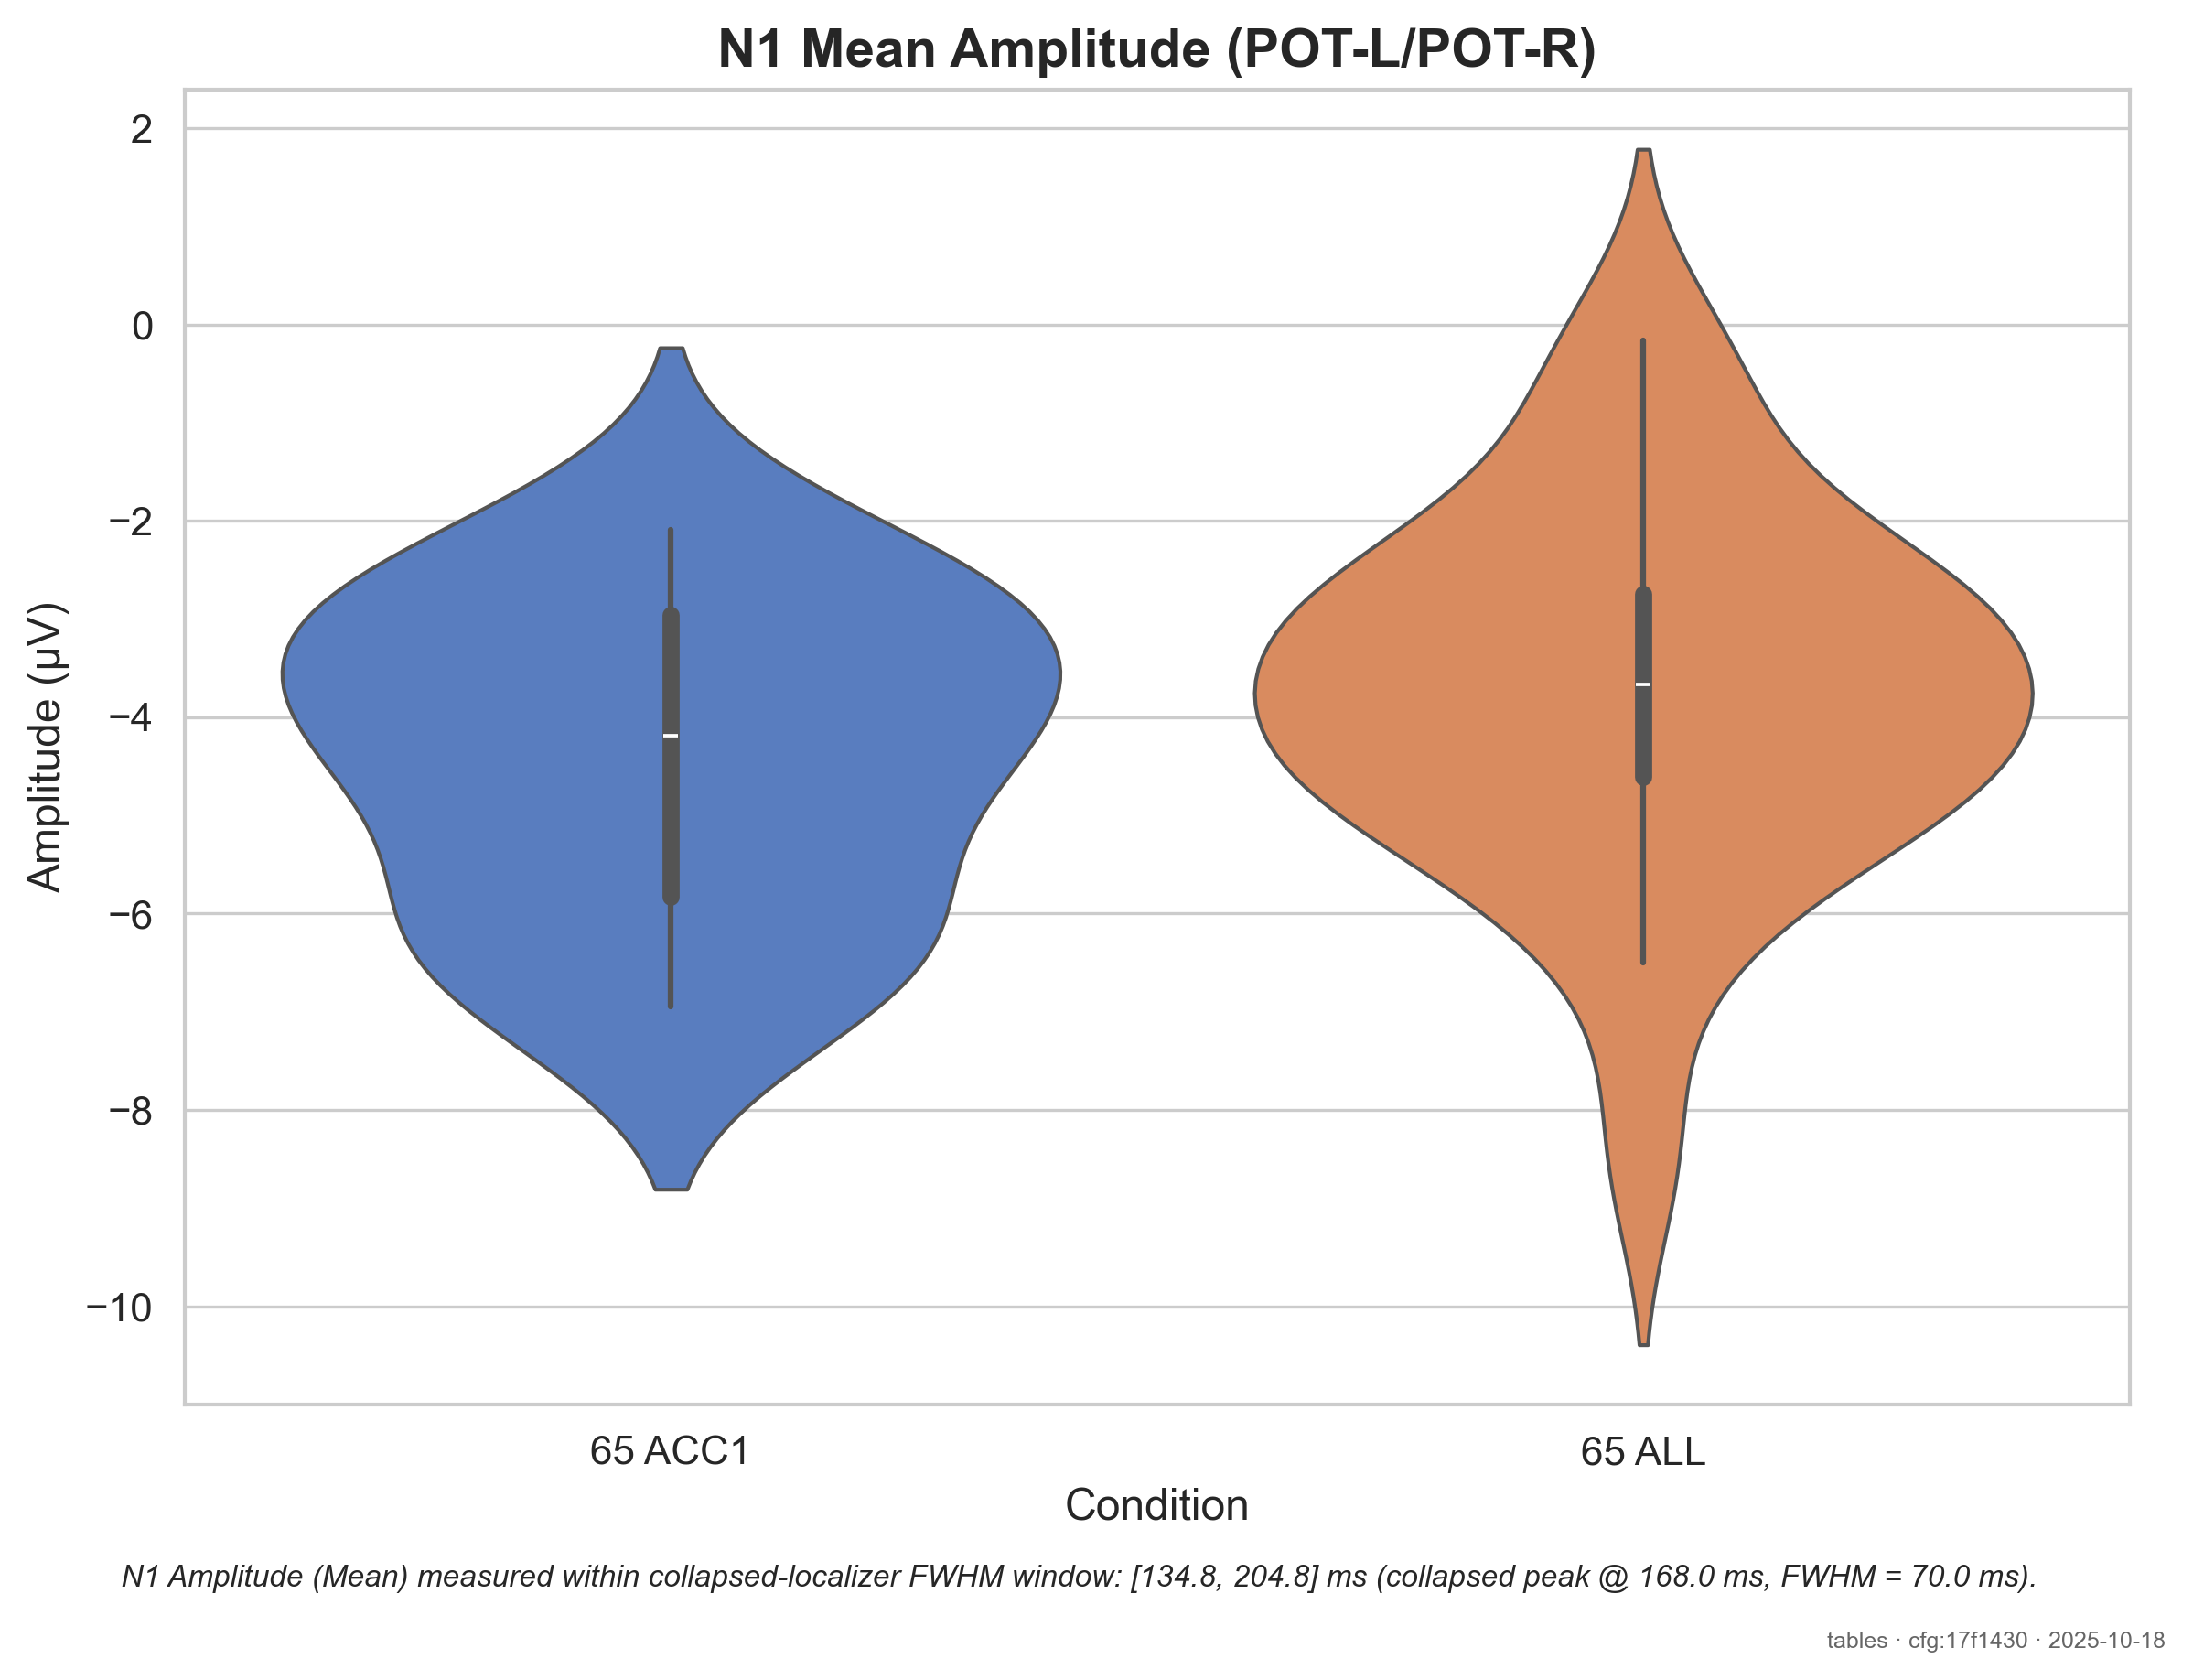 N1 Mean Amplitude (POT-L/POT-R)
2
0
−2
−4
−6
−8
−10
Amplitude (µV)
65 ACC1
65 ALL
Condition
N1 Amplitude (Mean) measured within collapsed-localizer FWHM window: [134.8, 204.8] ms (collapsed peak @ 168.0 ms, FWHM = 70.0 ms).
tables · cfg:17f1430 · 2025-10-18